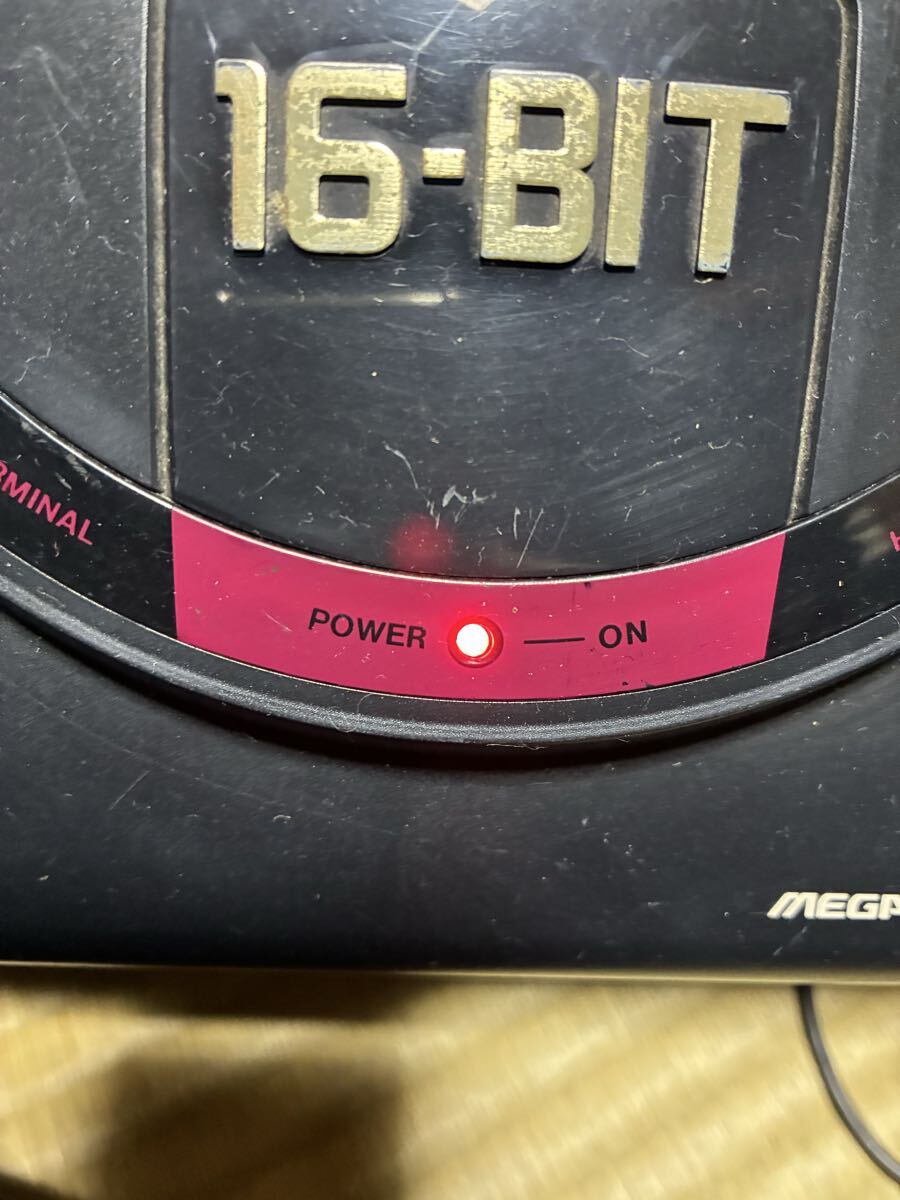 16-BIT
RMINAL
POWER — ON
MEGA